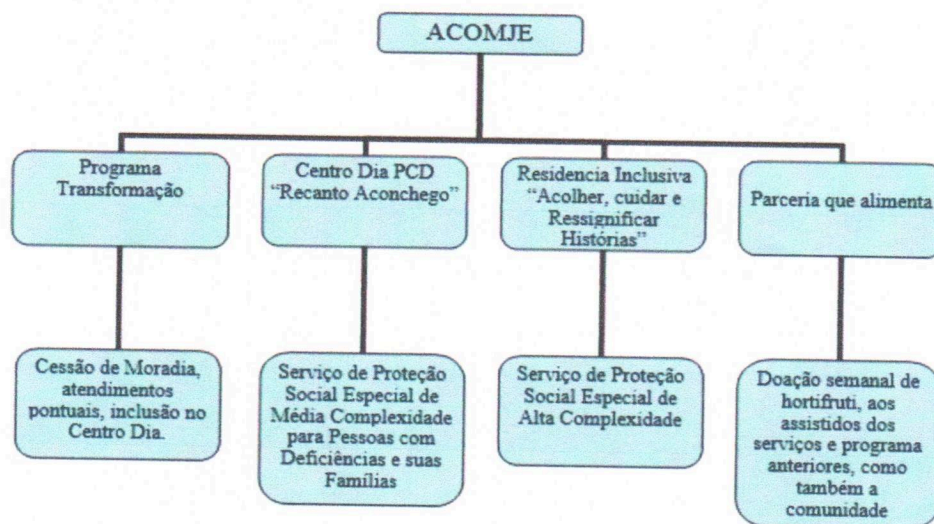 ACOMJE
Programa
Transformação
Centro Dia PCD
“Recanto Aconchego”
Residencia Inclusiva
“Acolher, cuidar e
Ressignificar
Histórias”
Parceria que alimenta
Cessão de Moradia,
atendimentos
pontuais, inclusão no
Centro Dia.
Serviço de Proteção
Social Especial de
Média Complexidade
para Pessoas com
Deficiências e suas
Famílias
Serviço de Proteção
Social Especial de
Alta Complexidade
Doação semanal de
hortifruti, aos
assistidos dos
serviços e programa
anteriores, como
também a
comunidade